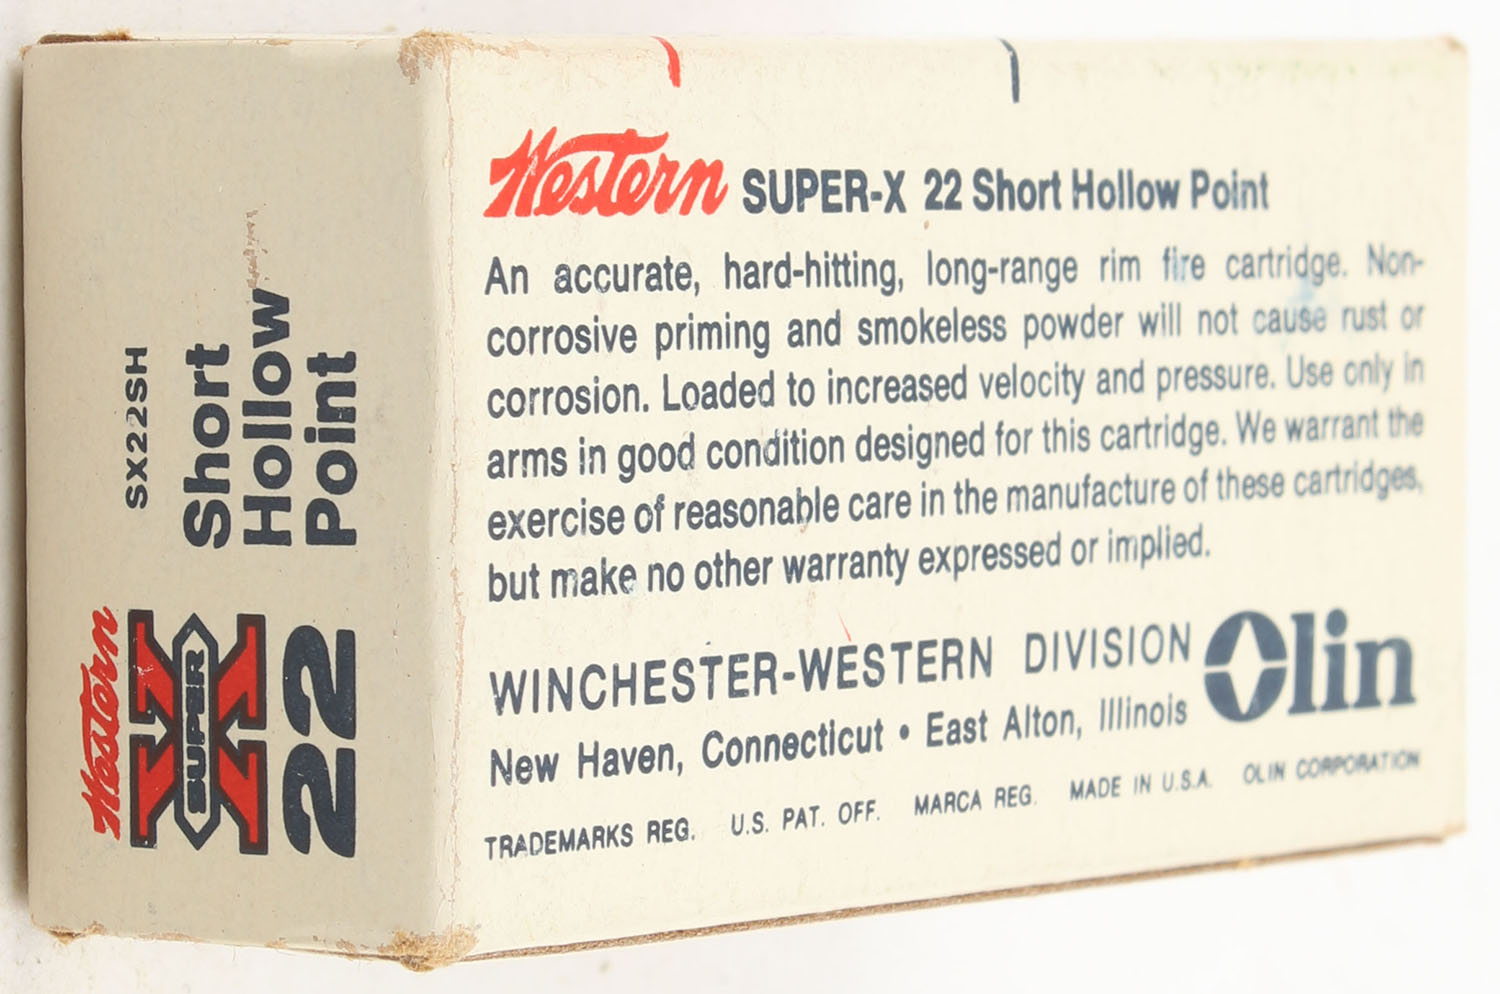 Western
SUPER
X
22
SX22SH
Short
Hollow
Point
Western SUPER-X 22 Short Hollow Point
An accurate, hard-hitting, long-range rim fire cartridge. Non-
corrosive priming and smokeless powder will not cause rust or
corrosion. Loaded to increased velocity and pressure. Use only in
arms in good condition designed for this cartridge. We warrant the
exercise of reasonable care in the manufacture of these cartridges,
but make no other warranty expressed or implied.
WINCHESTER-WESTERN DIVISION Olin
New Haven, Connecticut • East Alton, Illinois
TRADEMARKS REG. U.S. PAT. OFF. MARCA REG. MADE IN U.S.A. OLIN CORPORATION